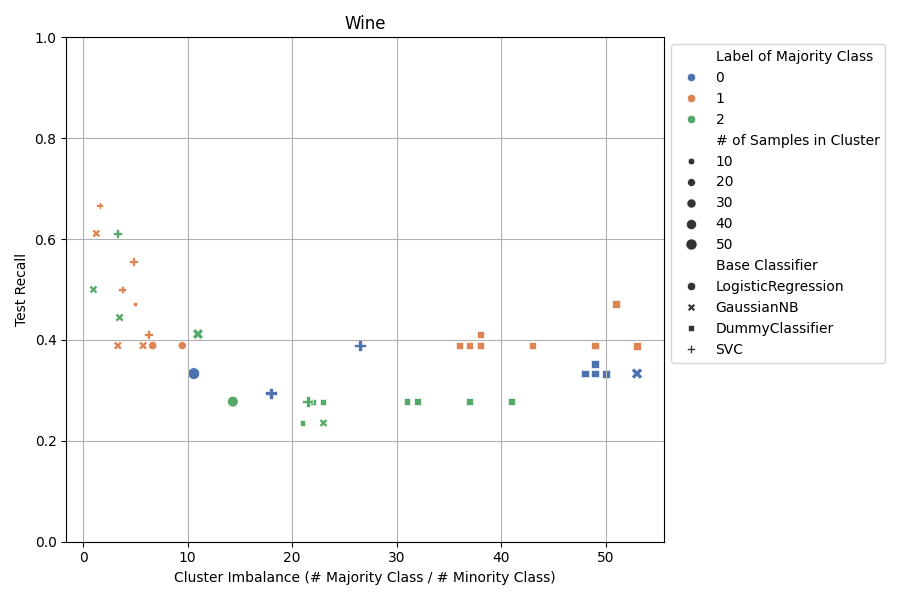 Wine
1.0
0.8
0.6
0.4
0.2
0.0
Test Recall
0 10 20 30 40 50
Cluster Imbalance (# Majority Class / # Minority Class)
Label of Majority Class
0
1
2
# of Samples in Cluster
10
20
30
40
50
Base Classifier
LogisticRegression
GaussianNB
DummyClassifier
SVC